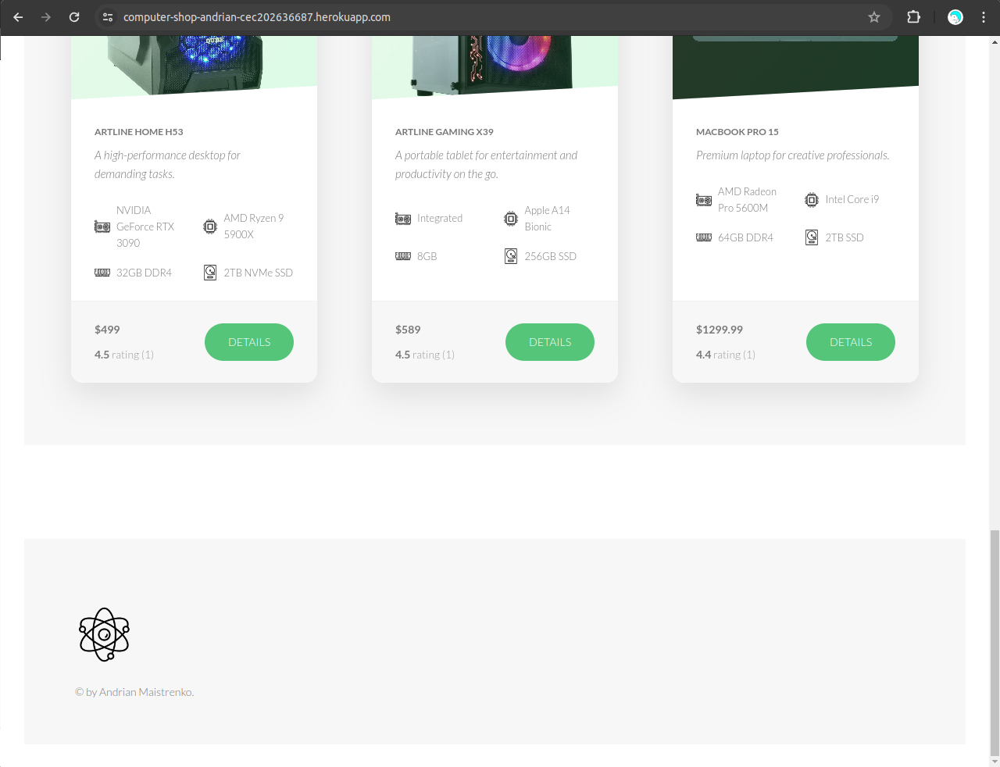 computer-shop-andrian-cec202636687.herokuapp.com
ARTLINE HOME H53
A high-performance desktop for
demanding tasks.
NVIDIA
GeForce RTX
3090
AMD Ryzen 9
5900X
32GB DDR4
2TB NVMe SSD
$499
4.5 rating (1)
DETAILS
ARTLINE GAMING X39
A portable tablet for entertainment and
productivity on the go.
Integrated
Apple A14
Bionic
8GB
256GB SSD
$589
4.5 rating (1)
DETAILS
MACBOOK PRO 15
Premium laptop for creative professionals.
AMD Radeon
Pro 5600M
Intel Core i9
64GB DDR4
2TB SSD
$1299.99
4.4 rating (1)
DETAILS
© by Andrian Maistrenko.